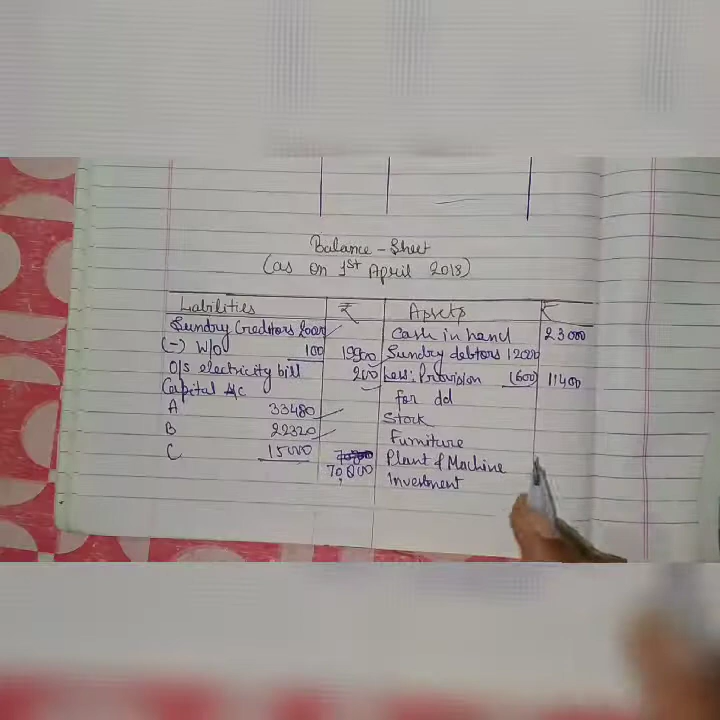 Balance - Sheet
(as on 1st April 2018)
Liabilities ₹ Assets ₹
Sundry Creditors Cash in hand 23000
(-) W/O 100 19900 Sundry debtors 12000
O/S electricity bill 200 Less: Provision (600) 11400
Capital A/c for dd
A 33480 Stock
B 22320 Furniture
C 15000 Plant & Machine
70,800 Investment